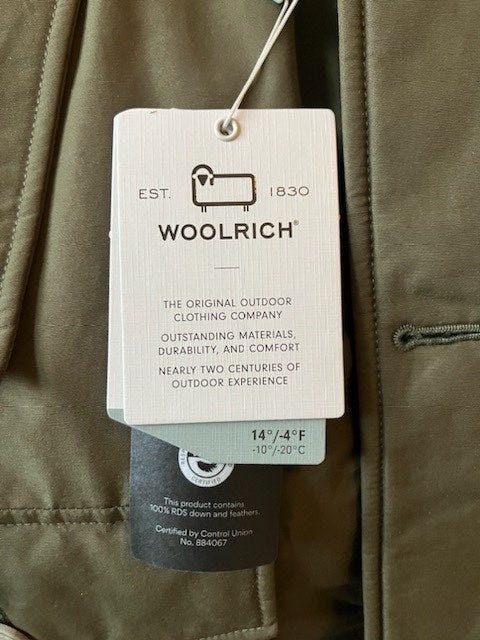 EST. 1830
WOOLRICH®
THE ORIGINAL OUTDOOR
CLOTHING COMPANY
OUTSTANDING MATERIALS,
DURABILITY, AND COMFORT
NEARLY TWO CENTURIES OF
OUTDOOR EXPERIENCE
14°/-4°F
-10°/-20°C
CERTIFIED
This product contains
100% RDS down and feathers.
Certified by Control Union
No. 884067